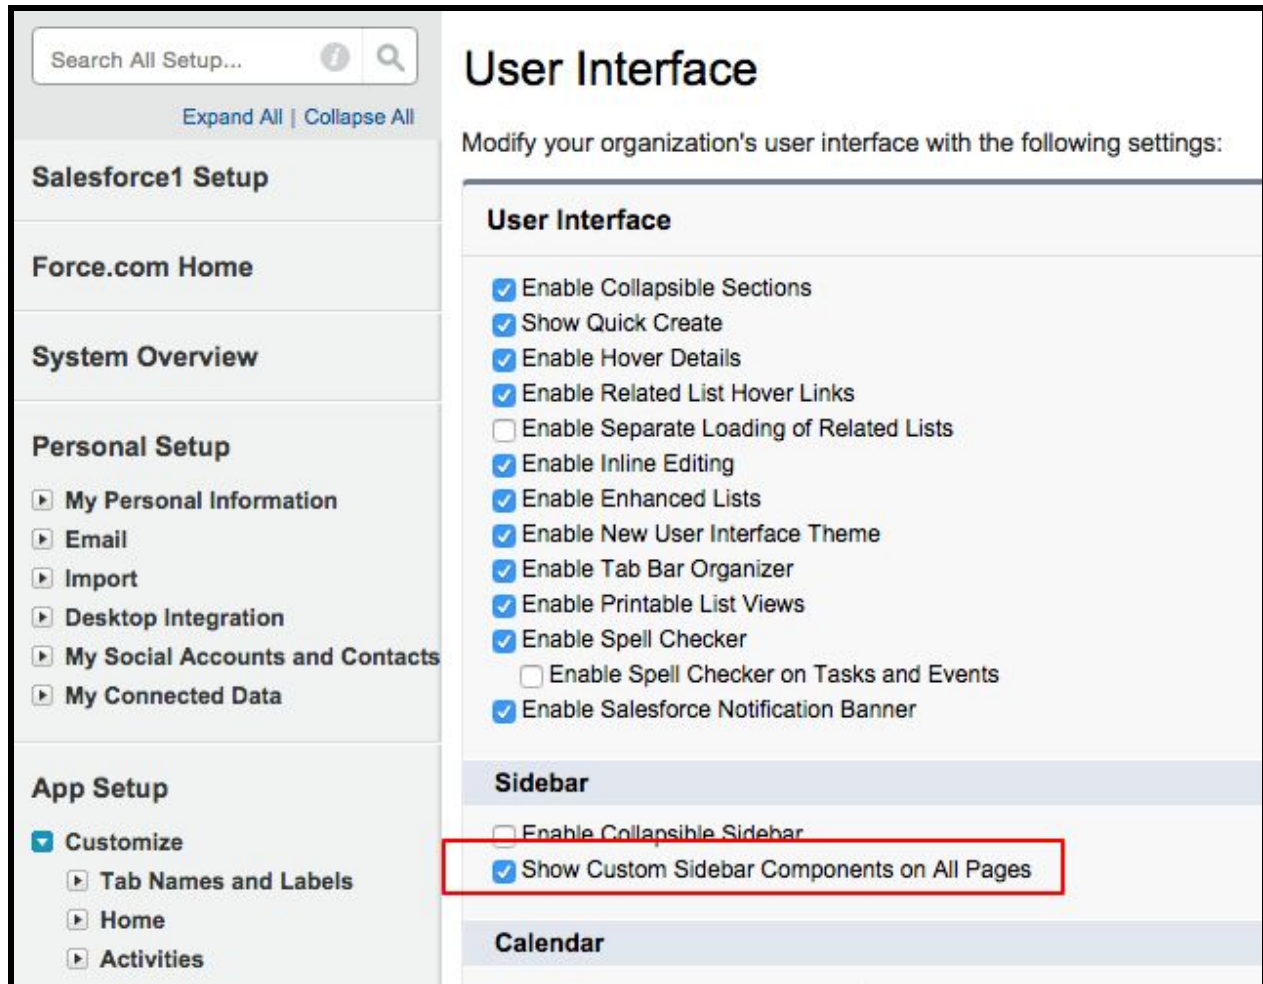 Search All Setup...
Expand All | Collapse All
Salesforce1 Setup
Force.com Home
System Overview
Personal Setup
My Personal Information
Email
Import
Desktop Integration
My Social Accounts and Contacts
My Connected Data
App Setup
Customize
Tab Names and Labels
Home
Activities
User Interface
Modify your organization's user interface with the following settings:
User Interface
Enable Collapsible Sections
Show Quick Create
Enable Hover Details
Enable Related List Hover Links
Enable Separate Loading of Related Lists
Enable Inline Editing
Enable Enhanced Lists
Enable New User Interface Theme
Enable Tab Bar Organizer
Enable Printable List Views
Enable Spell Checker
Enable Spell Checker on Tasks and Events
Enable Salesforce Notification Banner
Sidebar
Enable Collapsible Sidebar
Show Custom Sidebar Components on All Pages
Calendar